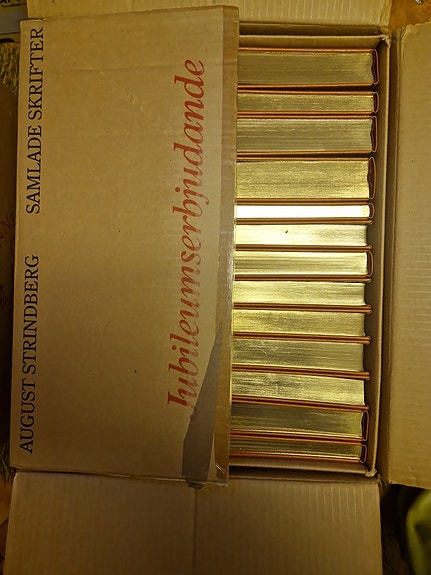 AUGUST STRINDBERG SAMLADE SKRIFTER
Jubileumserbjudande